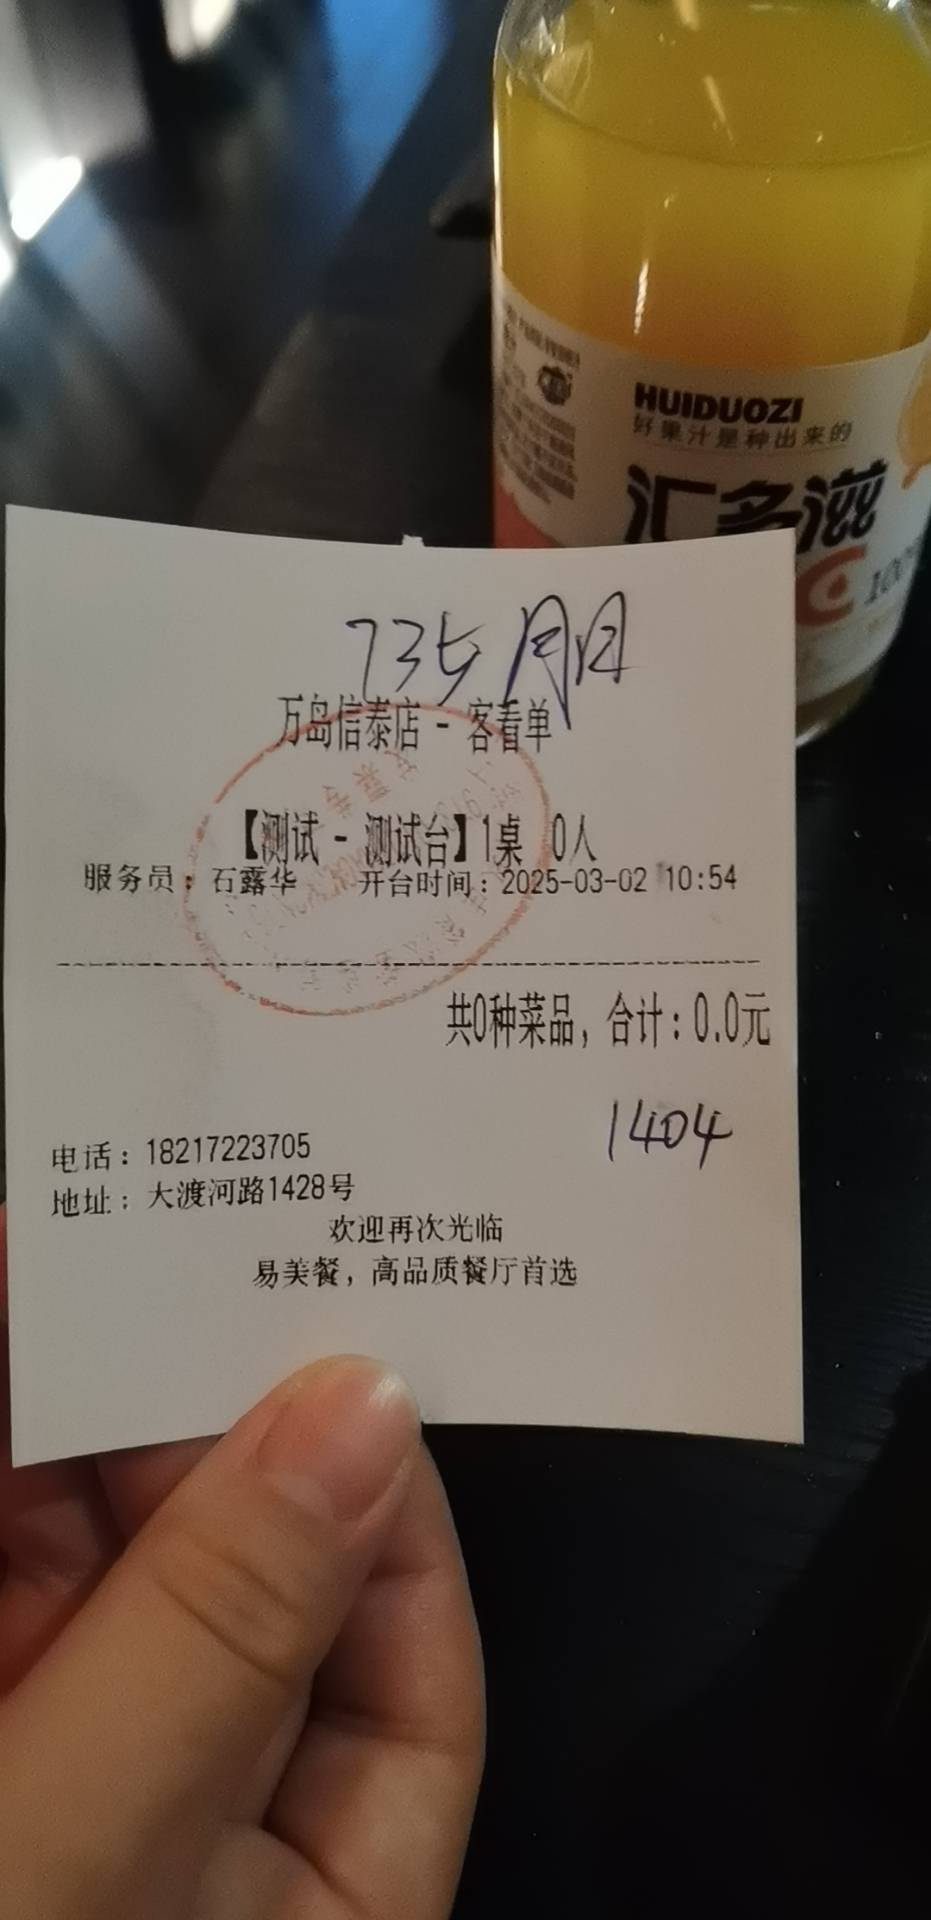 HUIDUOZI
好果汁是种出来的
汇多滋
C 100
万岛信泰店 - 客看单
【测试 - 测试台】1桌 0人
服务员：石露华 开台时间：2025-03-02 10:54
共0种菜品，合计：0.0元
1404
电话：18217223705
地址：大渡河路1428号
欢迎再次光临
易美餐，高品质餐厅首选